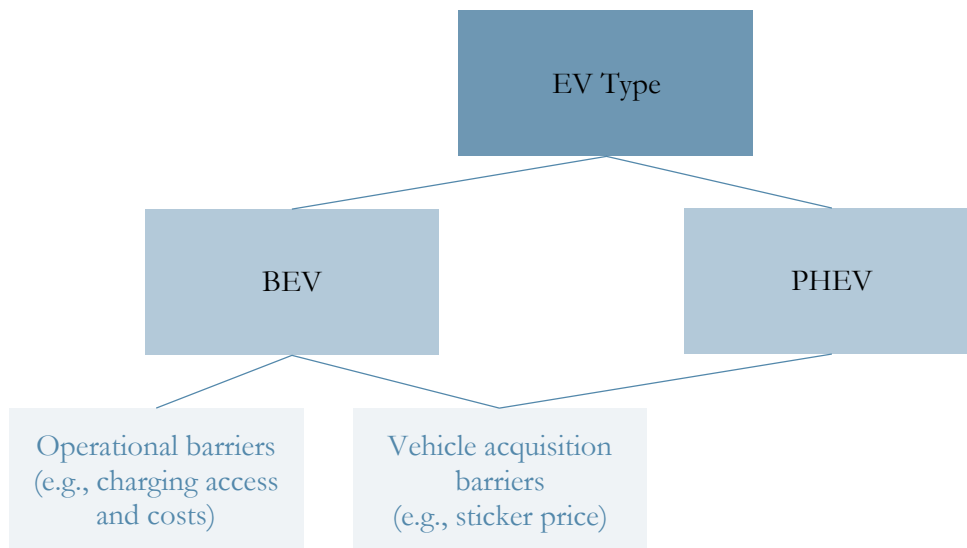 EV Type
BEV
PHEV
Operational barriers
(e.g., charging access
and costs)
Vehicle acquisition
barriers
(e.g., sticker price)